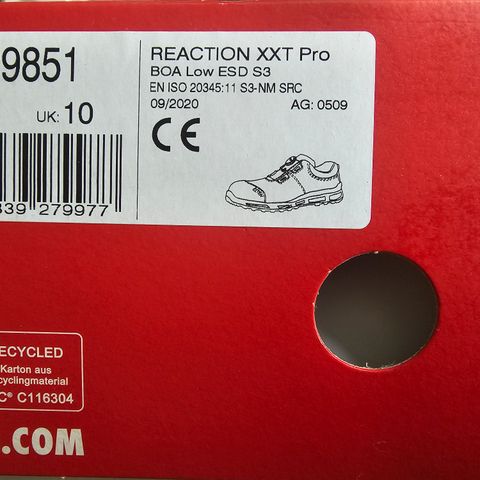 9851
UK: 10
839 279977
REACTION XXT Pro
BOA Low ESD S3
EN ISO 20345:11 S3-NM SRC
09/2020 AG: 0509
CE
ECYCLED
Karton aus
cyclingmaterial
C® C116304
.COM